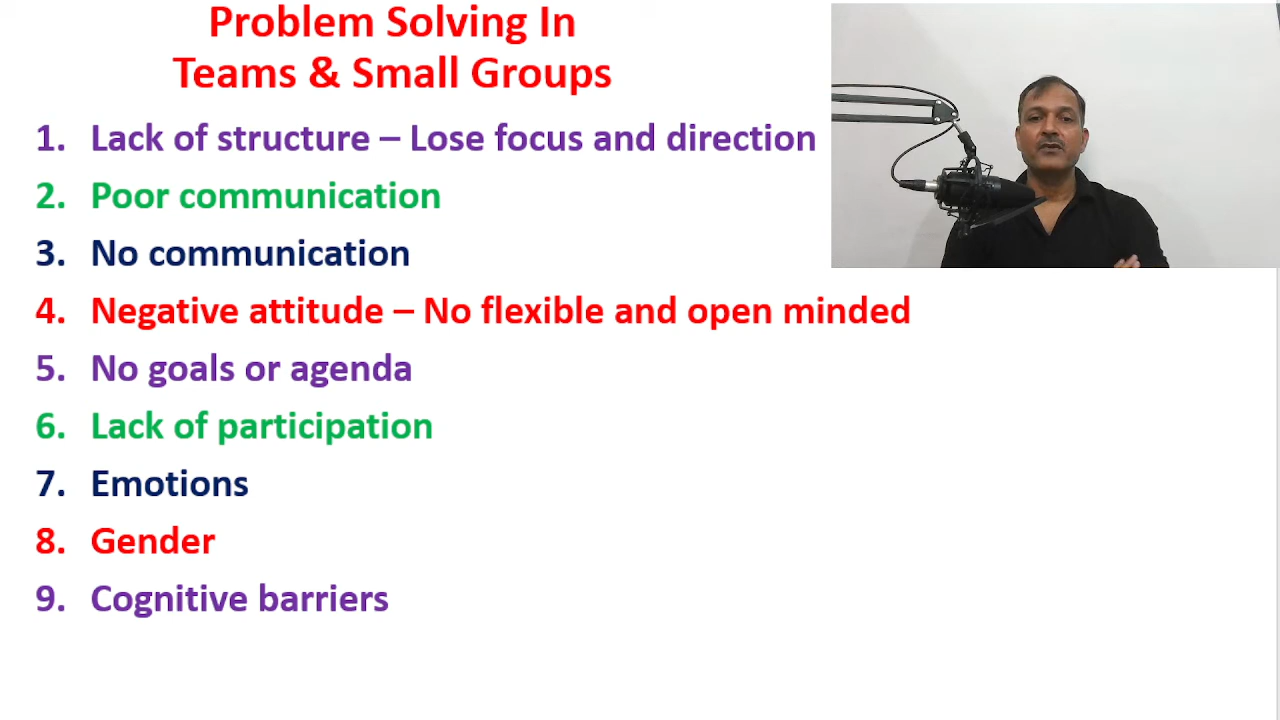 Problem Solving In
Teams & Small Groups
1. Lack of structure – Lose focus and direction
2. Poor communication
3. No communication
4. Negative attitude – No flexible and open minded
5. No goals or agenda
6. Lack of participation
7. Emotions
8. Gender
9. Cognitive barriers